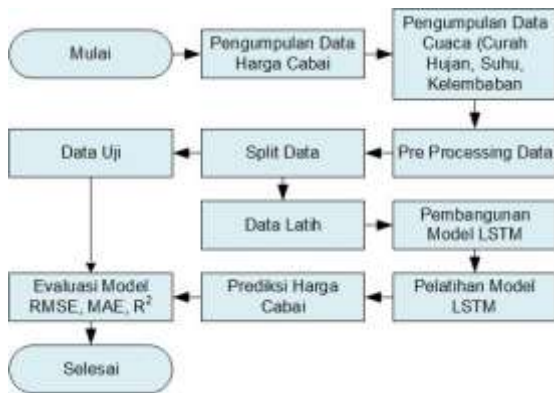 Mulai
Pengumpulan Data
Harga Cabai
Pengumpulan Data
Cuaca (Curah
Hujan, Suhu,
Kelembaban
Pre Processing Data
Split Data
Data Uji
Data Latih
Pembangunan
Model LSTM
Pelatihan Model
LSTM
Prediksi Harga
Cabai
Evaluasi Model
RMSE, MAE, R²
Selesai